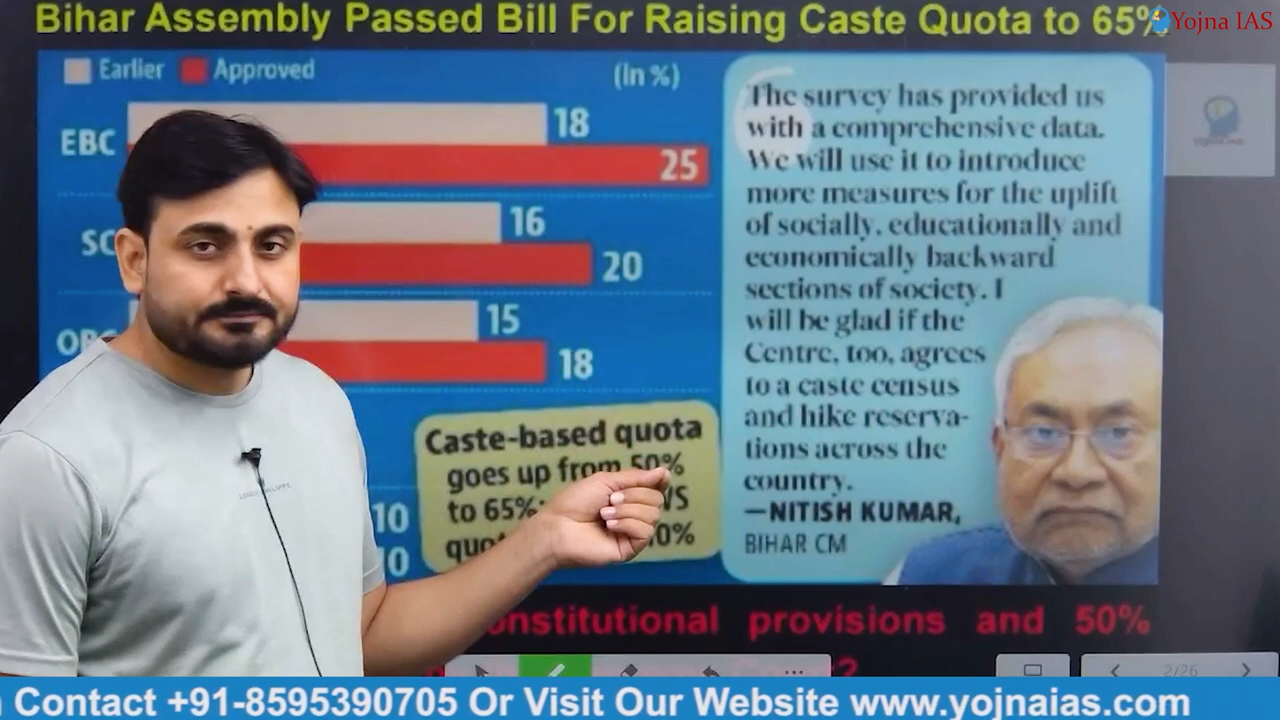 Bihar Assembly Passed Bill For Raising Caste Quota to 65%
Yojna IAS
Earlier Approved (In %)
EBC 18
25
SC 16
20
15
18
10
10
Caste-based quota
goes up from 50%
to 65%;
10%
The survey has provided us
with a comprehensive data.
We will use it to introduce
more measures for the uplift
of socially, educationally and
economically backward
sections of society. I
will be glad if the
Centre, too, agrees
to a caste census
and hike reserva-
tions across the
country.
—NITISH KUMAR,
BIHAR CM
provisions and 50%
2/26
Contact +91-8595390705 Or Visit Our Website www.yojnaias.com